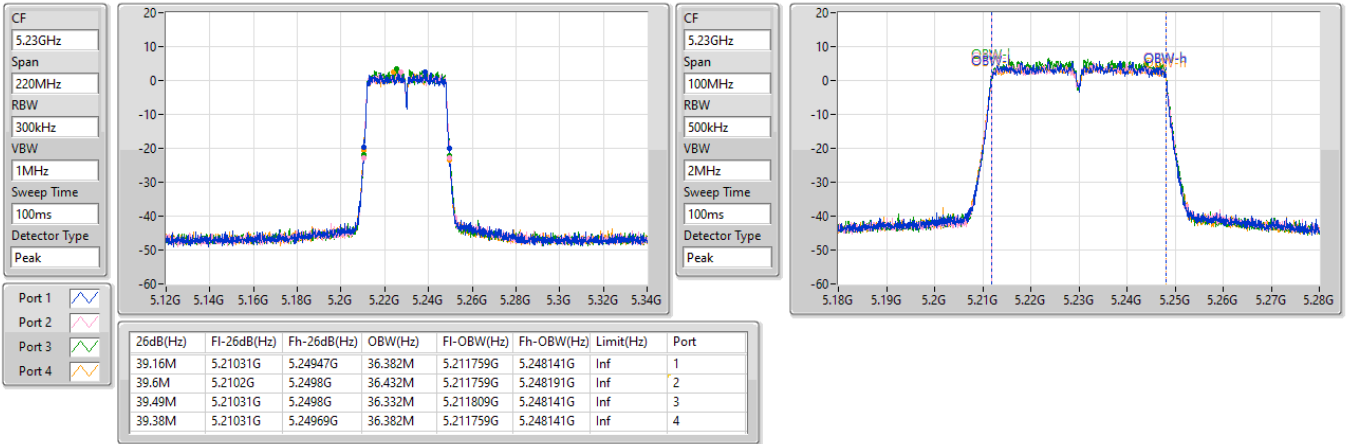 CF
5.23GHz
Span
220MHz
RBW
300kHz
VBW
1MHz
Sweep Time
100ms
Detector Type
Peak
20-
10-
0-
-10-
-20-
-30-
-40-
-50-
-60-
5.12G 5.14G 5.16G 5.18G 5.2G 5.22G 5.24G 5.26G 5.28G 5.3G 5.32G 5.34G
CF
5.23GHz
Span
100MHz
RBW
500kHz
VBW
2MHz
Sweep Time
100ms
Detector Type
Peak
20-
10-
0-
-10-
-20-
-30-
-40-
-50-
-60-
OBW-l OBW-h
5.18G 5.19G 5.2G 5.21G 5.22G 5.23G 5.24G 5.25G 5.26G 5.27G 5.28G
Port 1
Port 2
Port 3
Port 4
26dB(Hz) Fl-26dB(Hz) Fh-26dB(Hz) OBW(Hz) Fl-OBW(Hz) Fh-OBW(Hz) Limit(Hz) Port
39.16M 5.21031G 5.24947G 36.382M 5.211759G 5.248141G Inf 1
39.6M 5.2102G 5.2498G 36.432M 5.211759G 5.248191G Inf 2
39.49M 5.21031G 5.2498G 36.332M 5.211809G 5.248141G Inf 3
39.38M 5.21031G 5.24969G 36.382M 5.211759G 5.248141G Inf 4